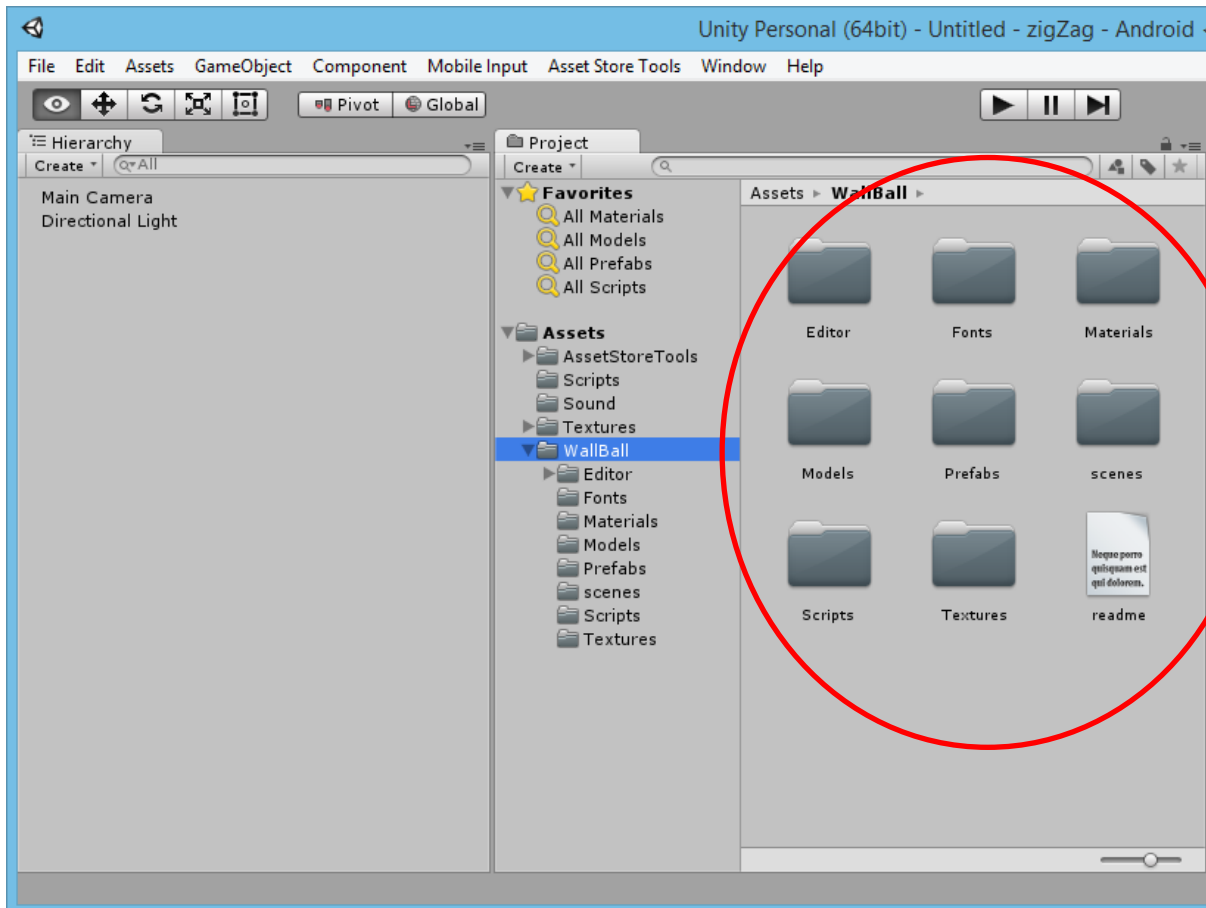 Unity Personal (64bit) - Untitled - zigZag - Android -
File Edit Assets GameObject Component Mobile Input Asset Store Tools Window Help
Pivot Global
Hierarchy
Create All
Main Camera
Directional Light
Project
Create
Favorites
All Materials
All Models
All Prefabs
All Scripts
Assets
AssetStoreTools
Scripts
Sound
Textures
WallBall
Editor
Fonts
Materials
Models
Prefabs
scenes
Scripts
Textures
Assets WallBall
Editor Fonts Materials
Models Prefabs scenes
Neque porro
quisquam est
qui dolorem.
Scripts Textures readme